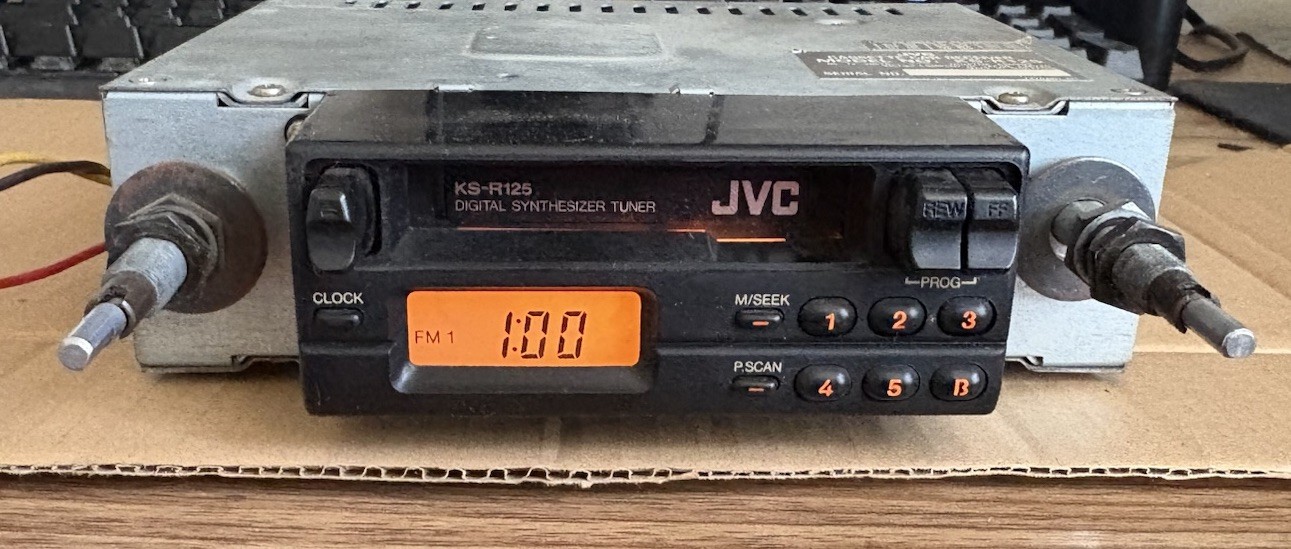 SERIAL NO
KS-R125
DIGITAL SYNTHESIZER TUNER
JVC
REW FF
PROG
CLOCK
M/SEEK
1 2 3
FM 1 1:00
P.SCAN
4 5 B